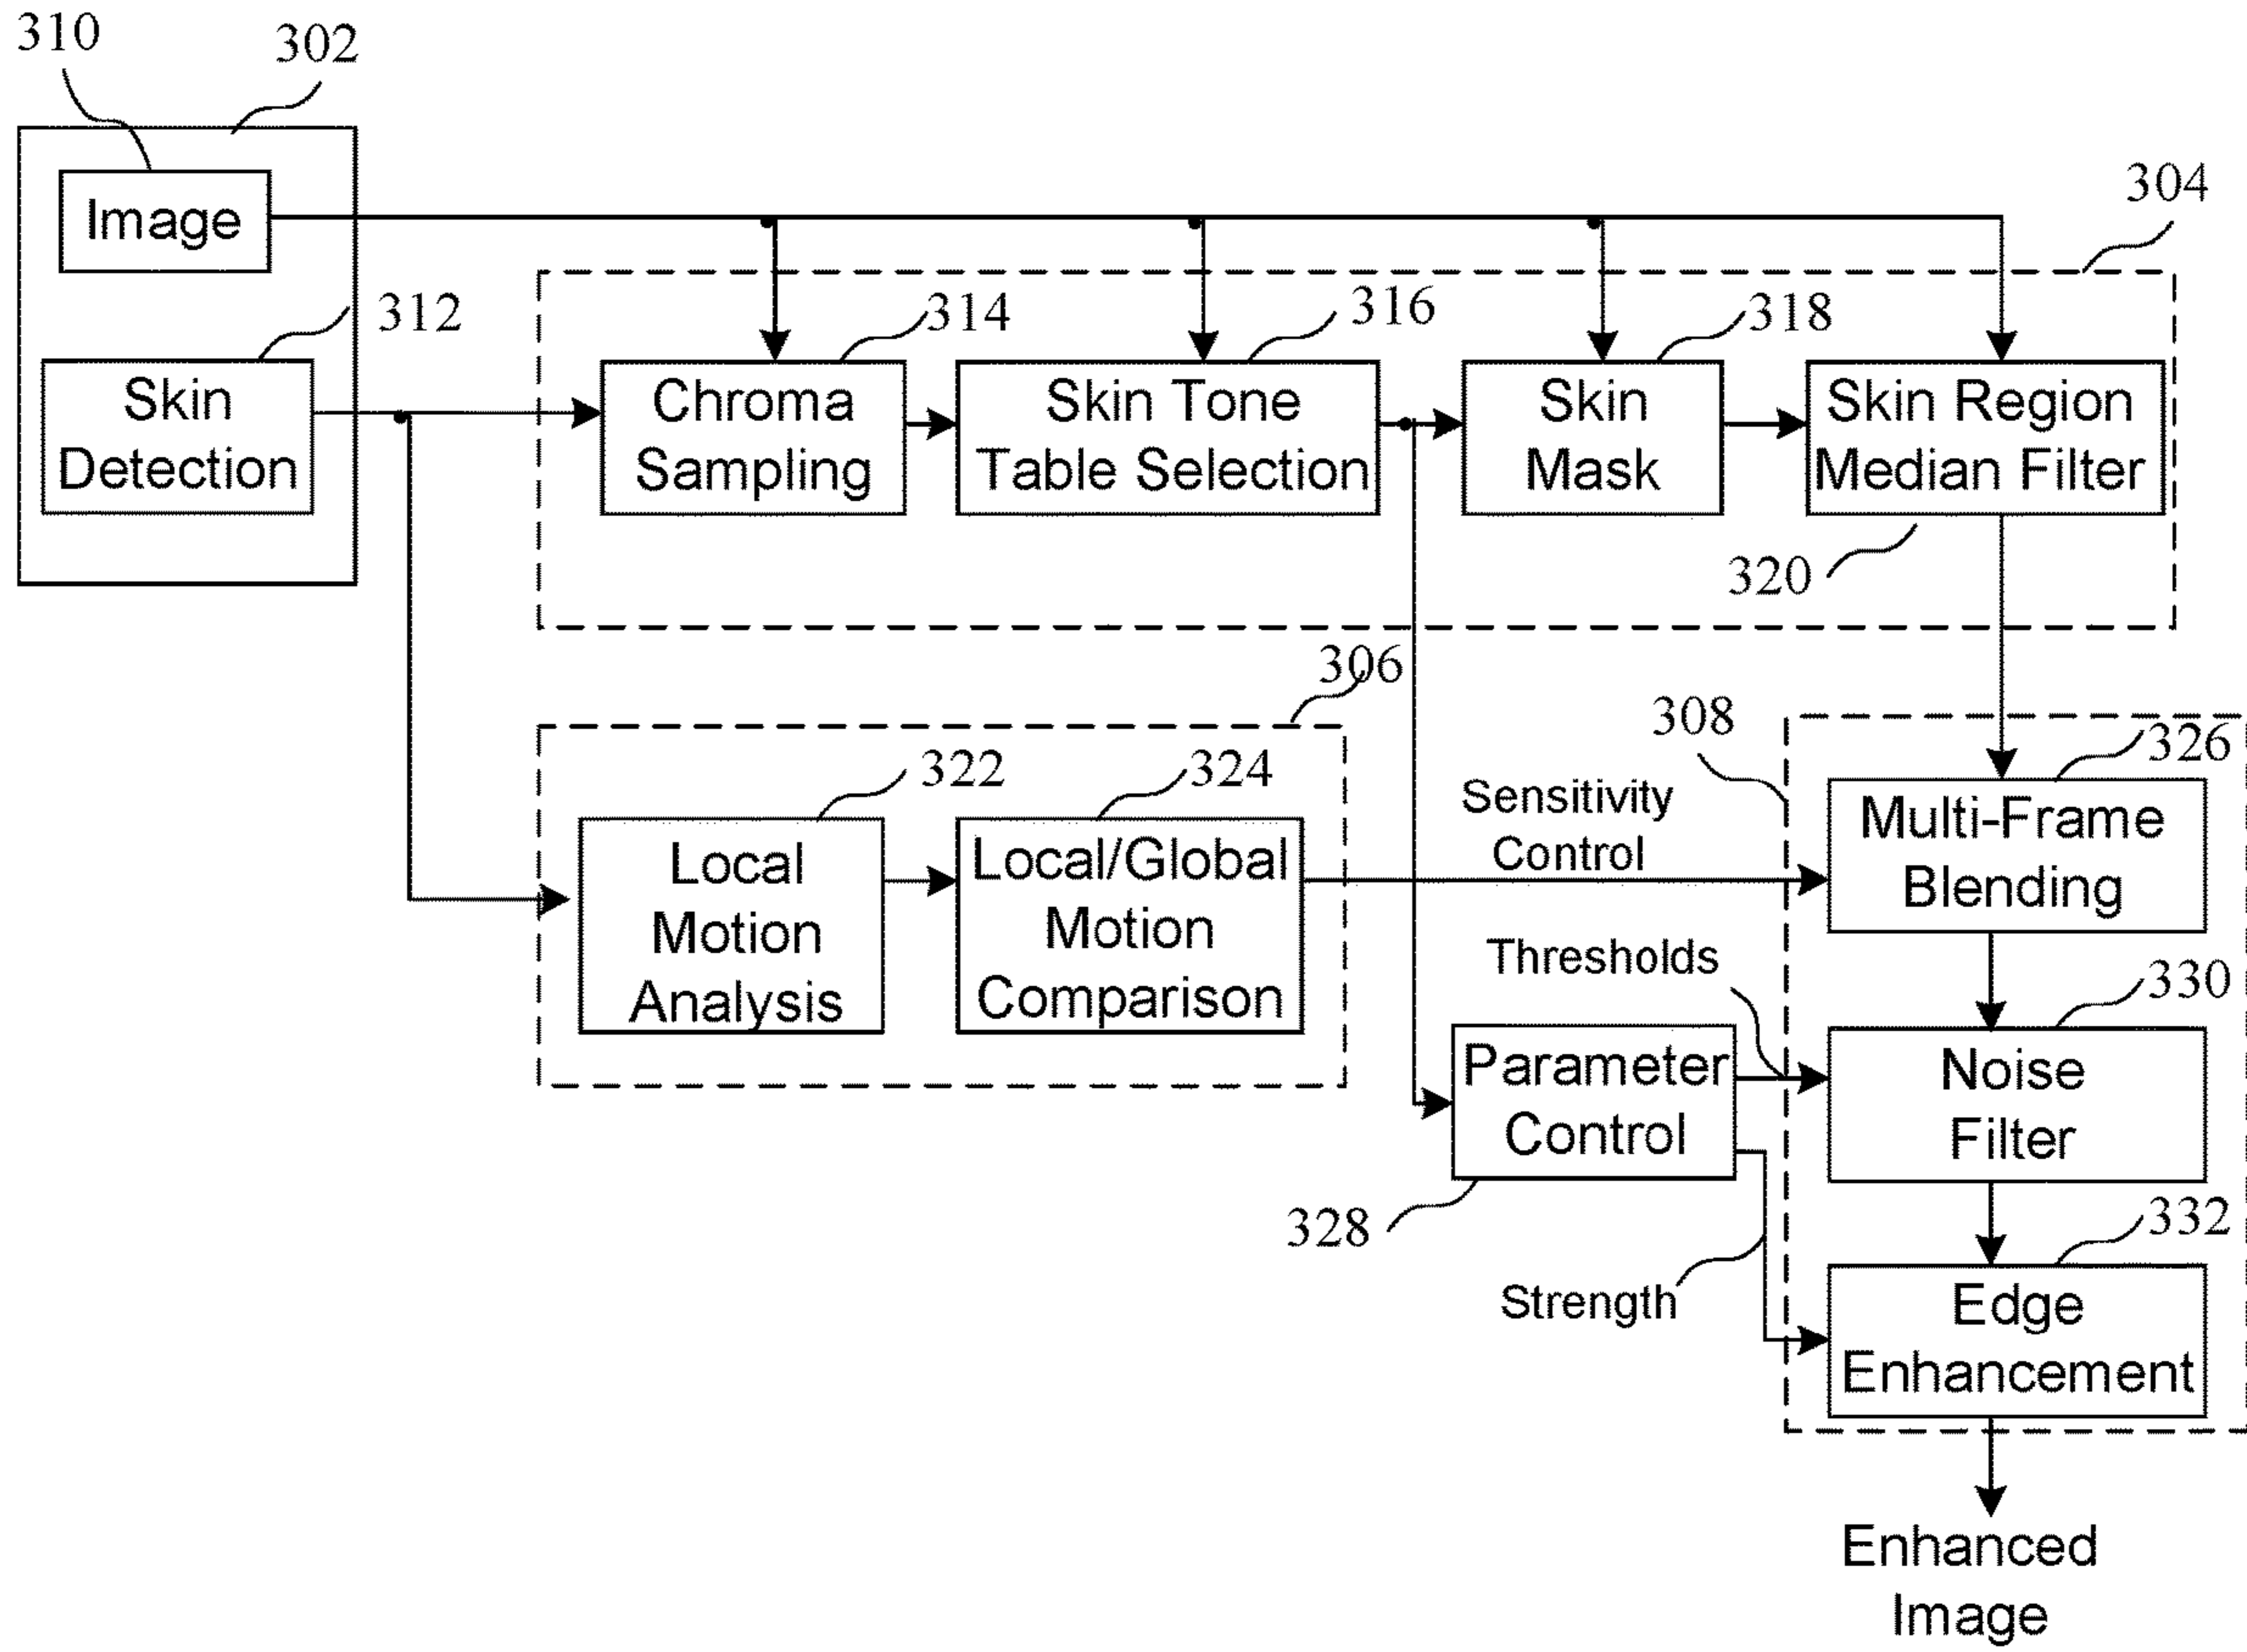 310
302
304
Image
312
314
316
318
Skin
Detection
Chroma
Sampling
Skin Tone
Table Selection
Skin
Mask
Skin Region
Median Filter
320
306
308
322
324
326
Sensitivity
Control
Local
Motion
Analysis
Local/Global
Motion
Comparison
Multi-Frame
Blending
Thresholds
330
Parameter
Control
Noise
Filter
328
332
Strength
Edge
Enhancement
Enhanced
Image